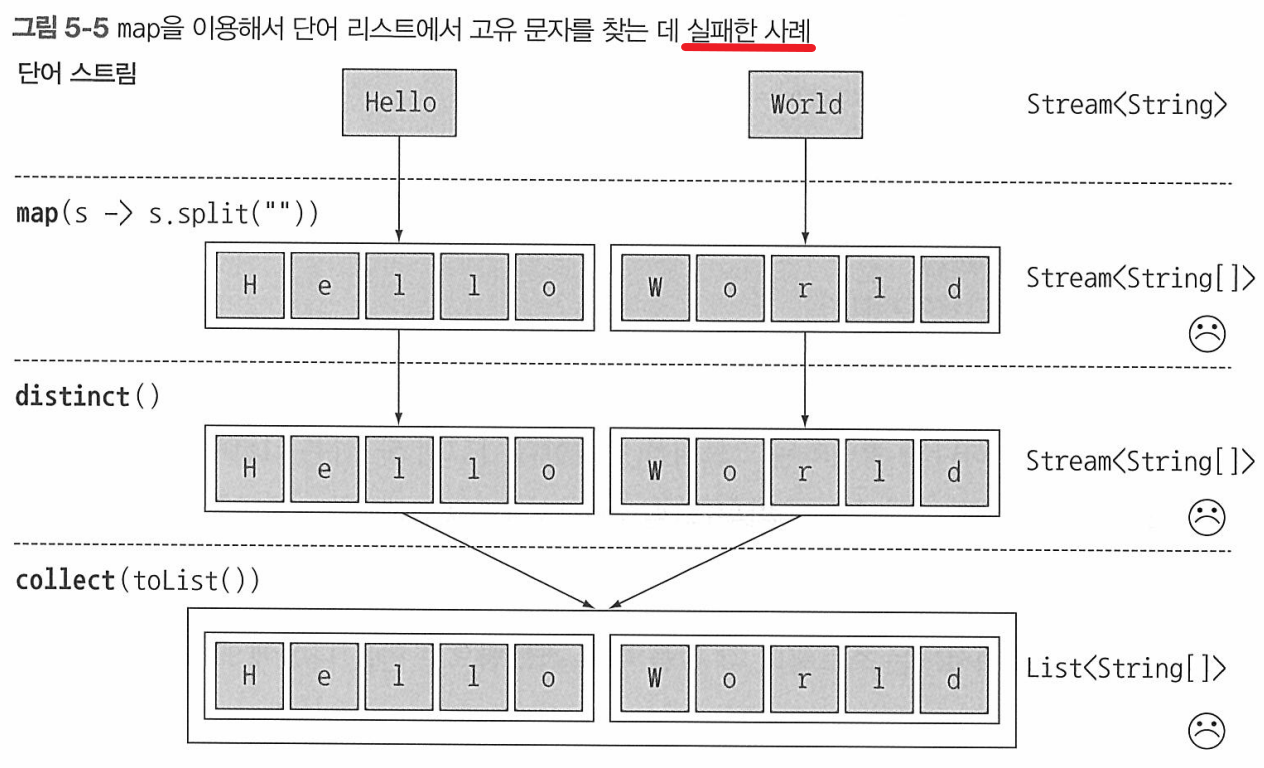 그림 5-5 map을 이용해서 단어 리스트에서 고유 문자를 찾는 데 실패한 사례
단어 스트림
Hello World Stream<String>
map(s -> s.split(""))
H e l l o W o r l d Stream<String[]>
distinct()
H e l l o W o r l d Stream<String[]>
collect(toList())
H e l l o W o r l d List<String[]>